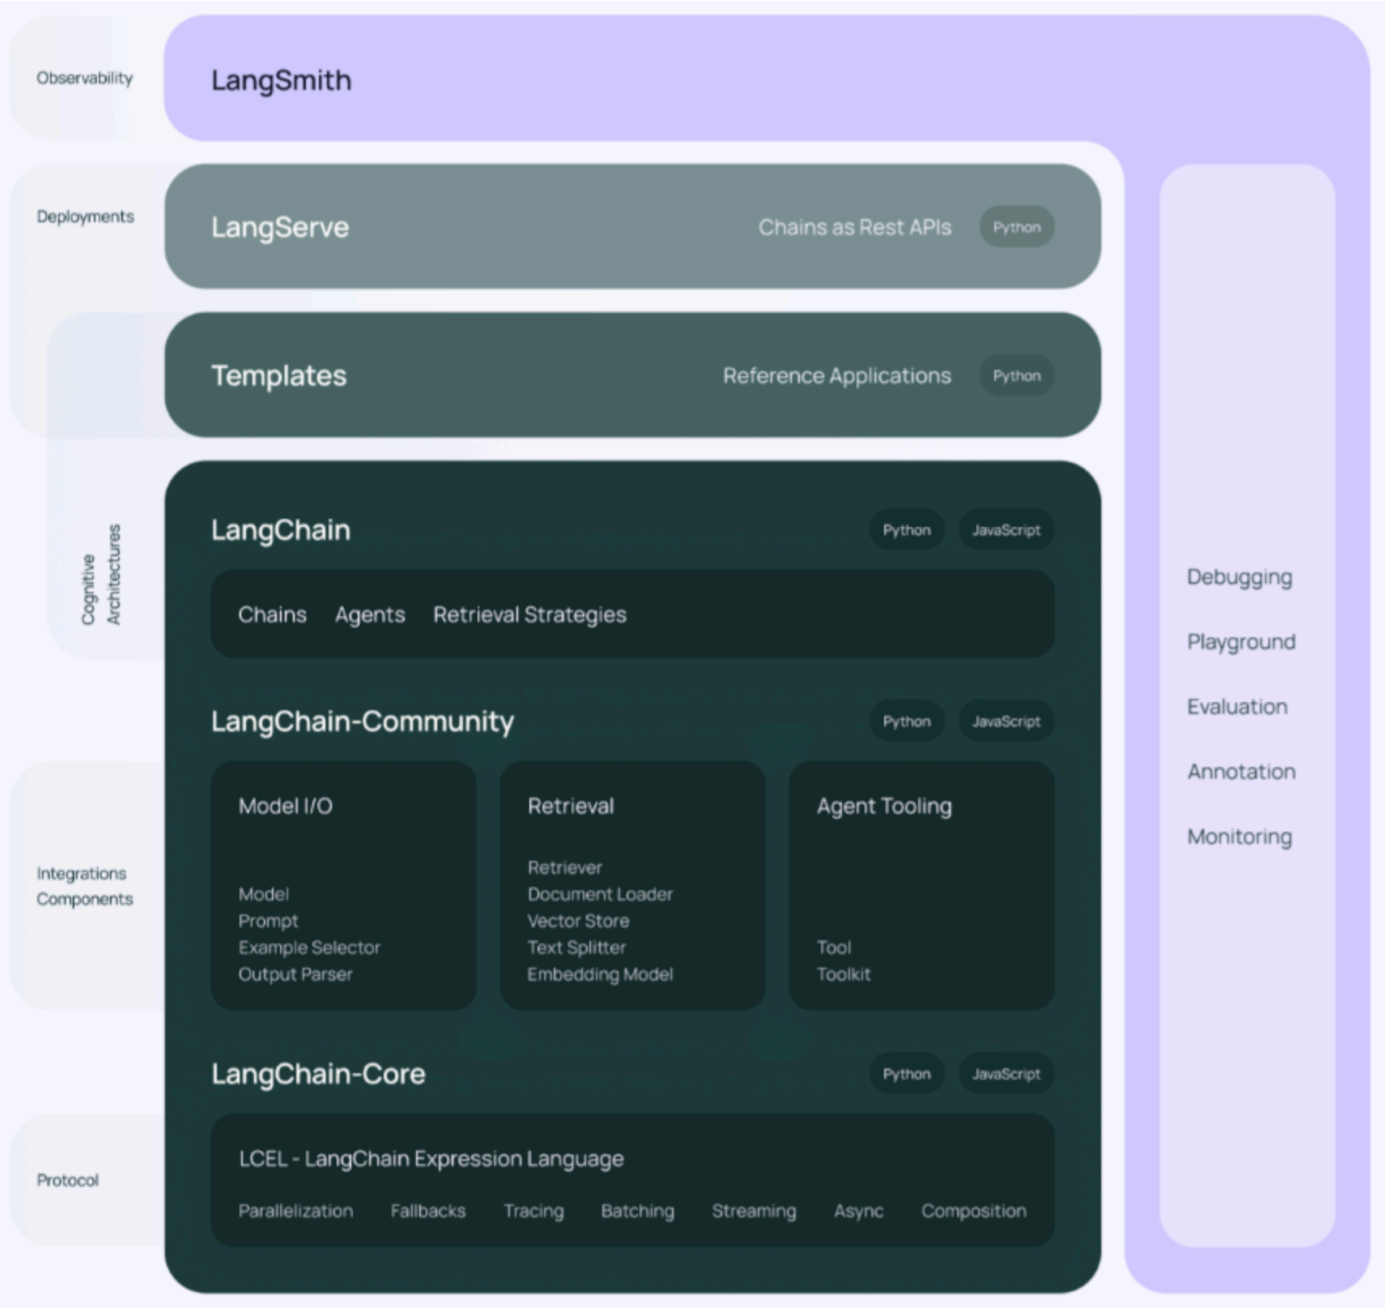 Observability
LangSmith
Deployments
LangServe
Chains as Rest APIs
Python
Templates
Reference Applications
Python
Cognitive
Architectures
LangChain
Python
JavaScript
Chains
Agents
Retrieval Strategies
LangChain-Community
Python
JavaScript
Integrations
Components
Model I/O
Model
Prompt
Example Selector
Output Parser
Retrieval
Retriever
Document Loader
Vector Store
Text Splitter
Embedding Model
Agent Tooling
Tool
Toolkit
LangChain-Core
Python
JavaScript
Protocol
LCEL - LangChain Expression Language
Parallelization
Fallbacks
Tracing
Batching
Streaming
Async
Composition
Debugging
Playground
Evaluation
Annotation
Monitoring